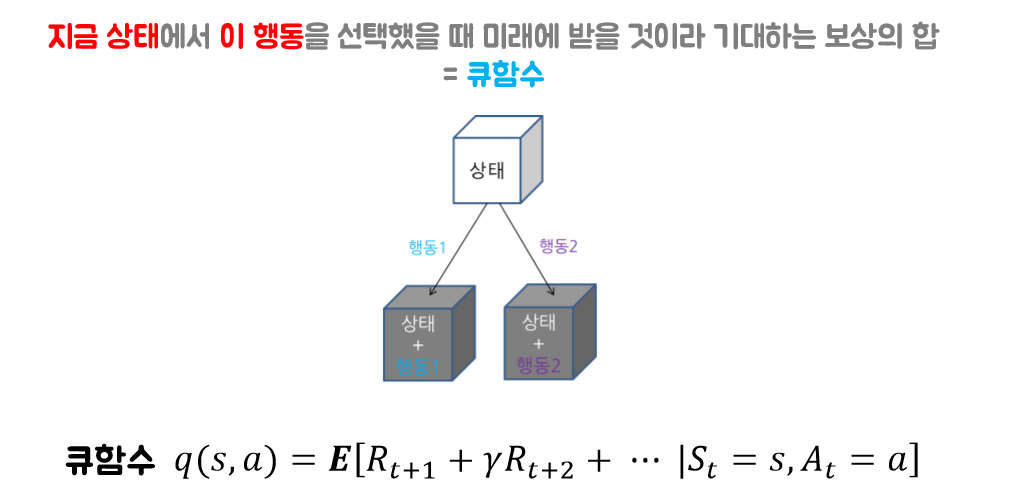 지금 상태에서 이 행동을 선택했을 때 미래에 받을 것이라 기대하는 보상의 합
= 큐함수
상태
행동1
행동2
상태
+
행동1
상태
+
행동2
큐함수 q(s, a) = E[R_{t+1} + γR_{t+2} + ⋯ |S_t = s, A_t = a]